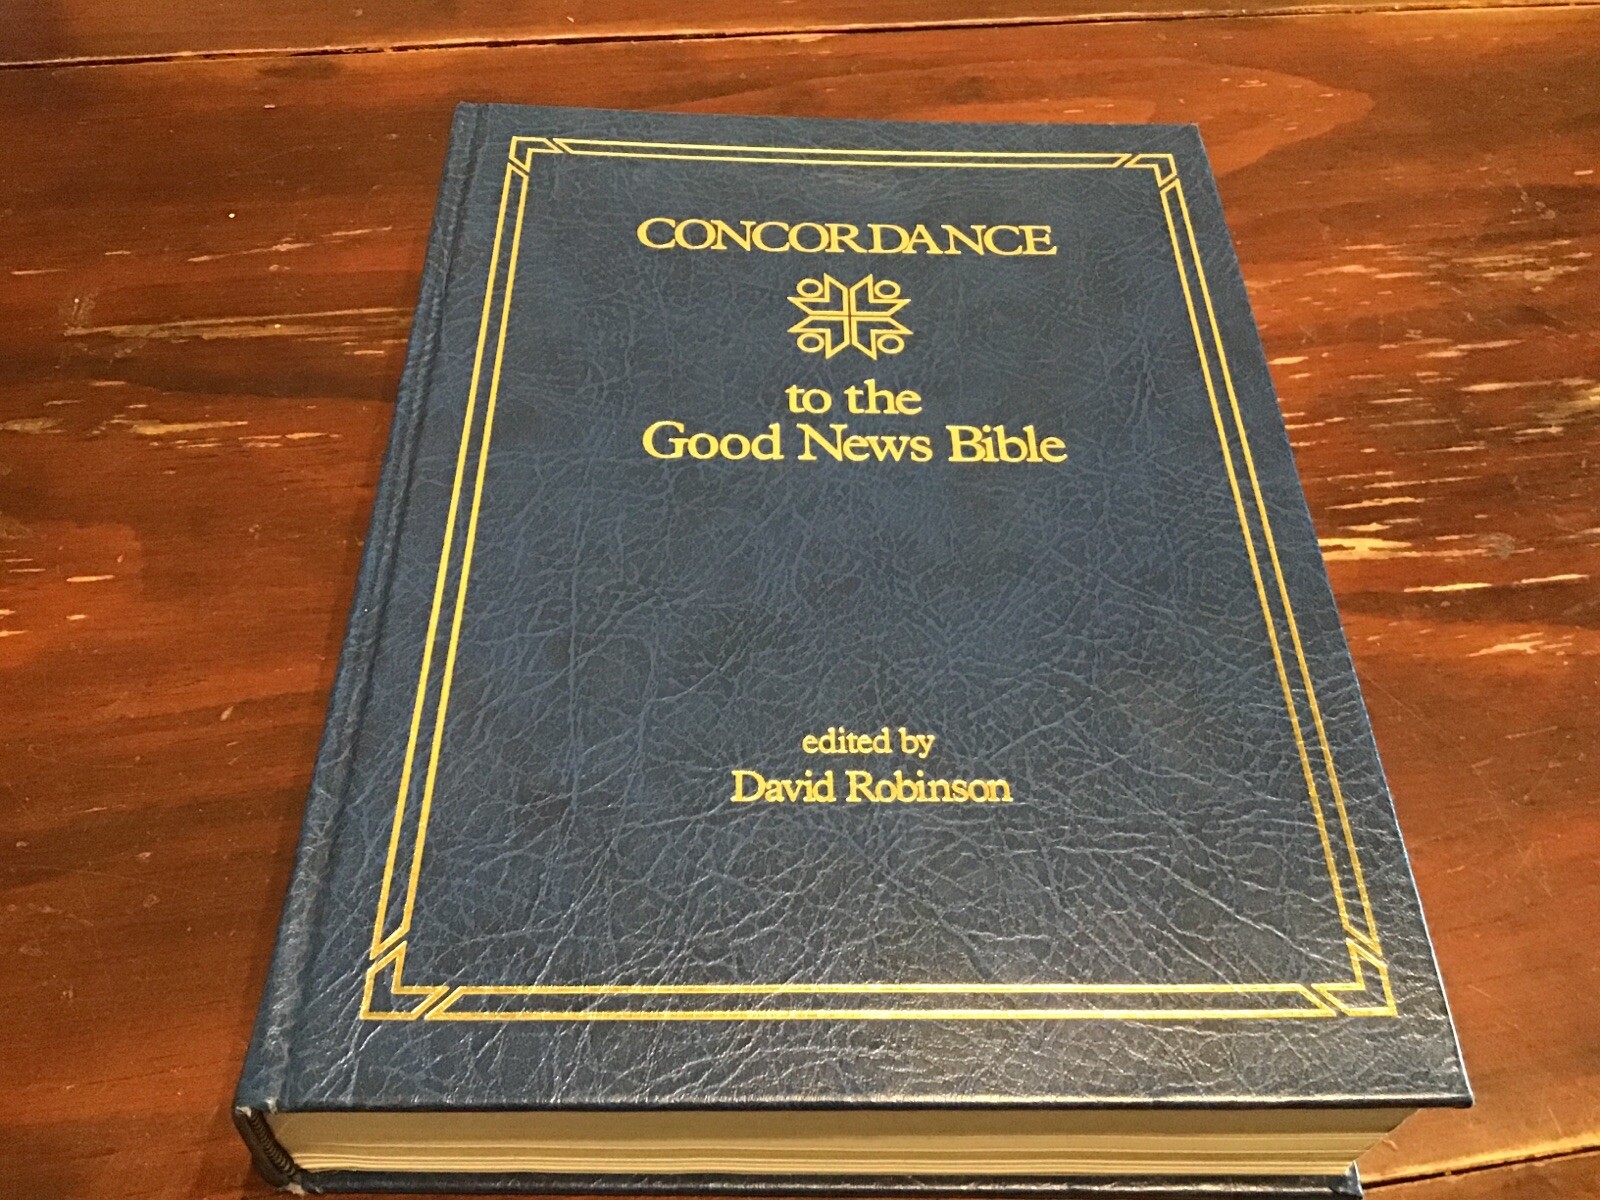 CONCORDANCE
to the
Good News Bible
edited by
David Robinson